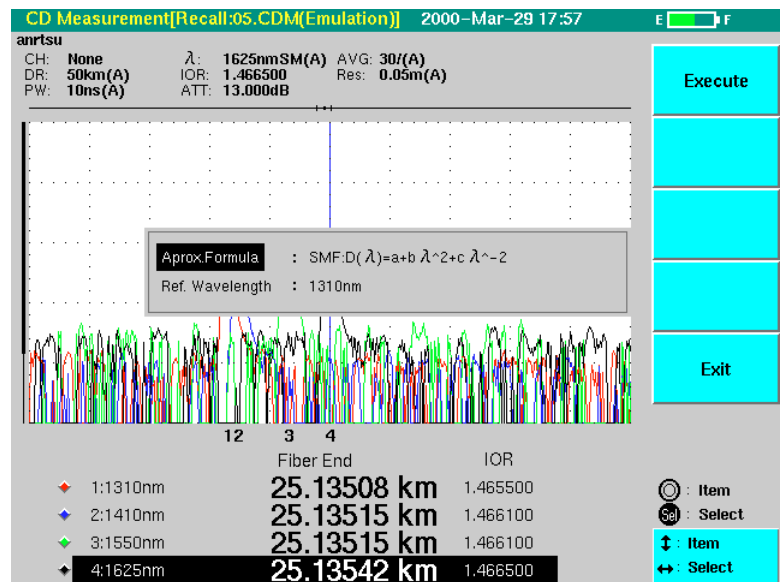 CD Measurement[Recall:05.CDM(Emulation)] 2000-Mar-29 17:57 E F
anrtsu
CH: None λ: 1625nmSM(A) AVG: 30/(A)
DR: 50km(A) IOR: 1.466500 Res: 0.05m(A)
PW: 10ns(A) ATT: 13.000dB
Execute
Aprox.Formula : SMF:D(λ)=a+bλ^2+cλ^-2
Ref. Wavelength : 1310nm
Exit
12 3 4
Fiber End IOR
1:1310nm 25.13508 km 1.465500
2:1410nm 25.13515 km 1.466100
3:1550nm 25.13515 km 1.466100
4:1625nm 25.13542 km 1.466500
: Item
Sel : Select
↕: Item
↔: Select